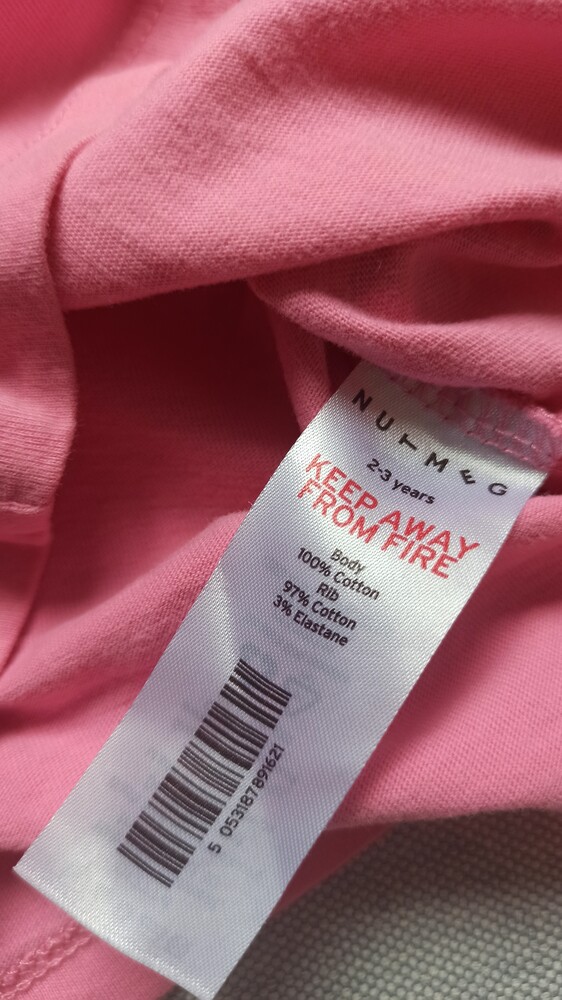 NUTMEG
2-3 years
KEEP AWAY
FROM FIRE
Body
100% Cotton
Rib
97% Cotton
3% Elastane
5 053187891621